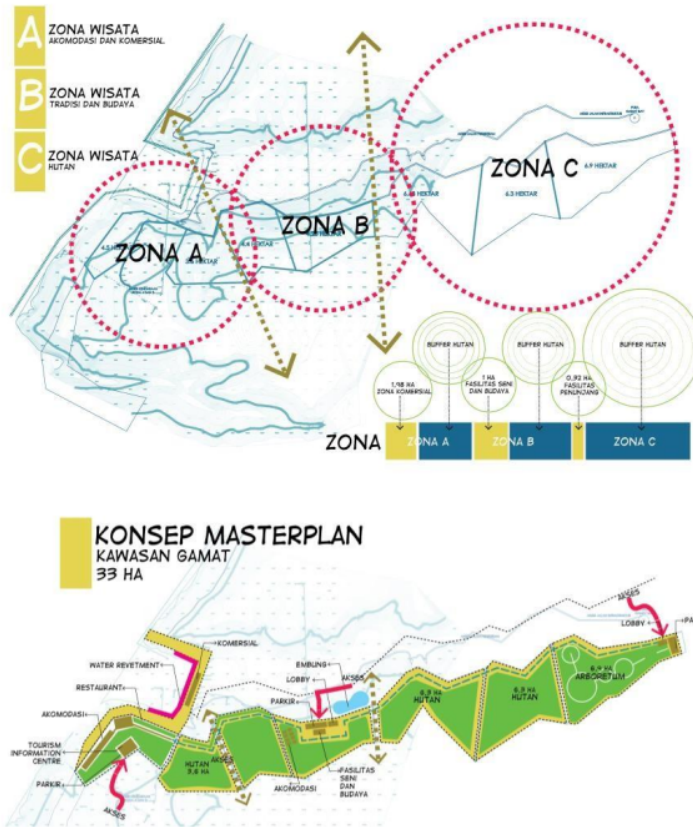 A ZONA WISATA
AKOMODASI DAN KOMERSIAL
B ZONA WISATA
TRADISI DAN BUDAYA
C ZONA WISATA
HUTAN
ZONA A
ZONA B
ZONA C
6.9 HEKTAR
6.3 HEKTAR
BUFFER HUTAN
BUFFER HUTAN
BUFFER HUTAN
1,48 HA
ZONA KOMERSIAL
1 HA
FASILITAS SENI
DAN BUDAYA
0,92 HA
FASILITAS
PENUNJANG
ZONA
ZONA A
ZONA B
ZONA C
KONSEP MASTERPLAN
KAWASAN GAMAT
33 HA
AKSES
LOBBY
KOMERSIAL
WATER REVETMENT
RESTAURANT
AKOMODASI
TOURISM
INFORMATION
CENTRE
PARKIR
AKSES
EMBUNG
LOBBY
AKSES
PARKIR
HUTAN
3,6 HA
AKSES
AKOMODASI
FASILITAS
SENI
DAN
BUDAYA
6,9 HA
HUTAN
6,9 HA
HUTAN
6,9 HA
ARBORETUM